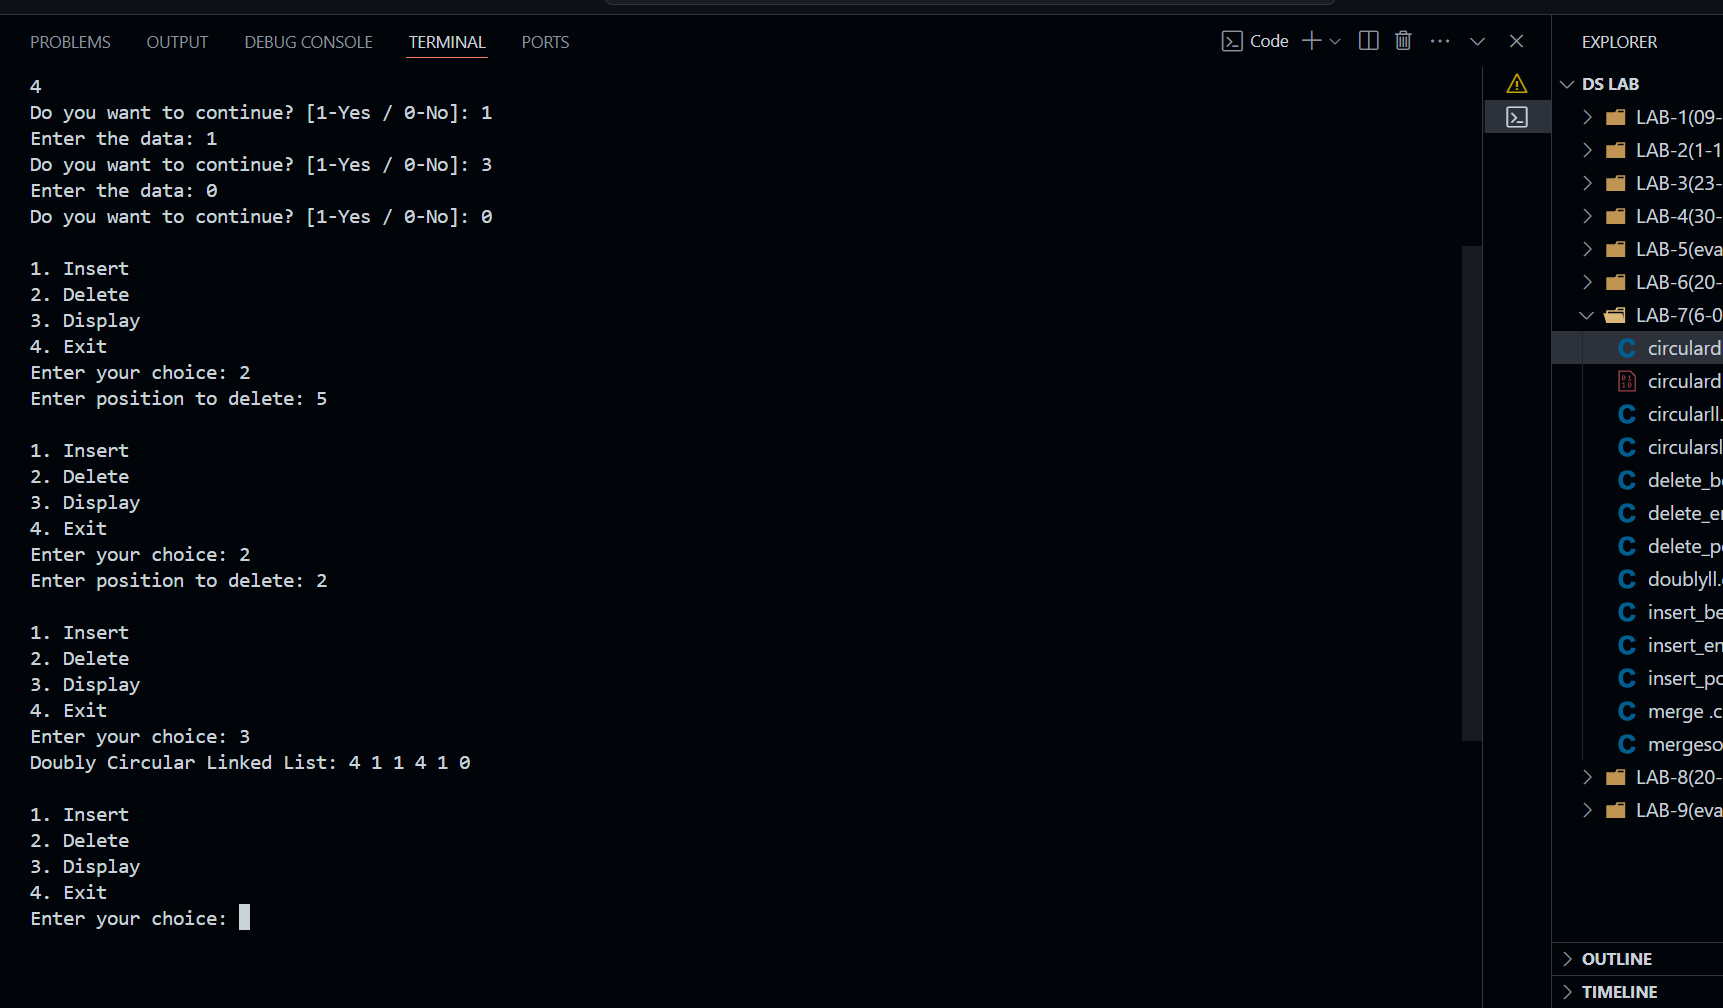 PROBLEMS OUTPUT DEBUG CONSOLE TERMINAL PORTS Code
4
Do you want to continue? [1-Yes / 0-No]: 1
Enter the data: 1
Do you want to continue? [1-Yes / 0-No]: 3
Enter the data: 0
Do you want to continue? [1-Yes / 0-No]: 0
1. Insert
2. Delete
3. Display
4. Exit
Enter your choice: 2
Enter position to delete: 5
1. Insert
2. Delete
3. Display
4. Exit
Enter your choice: 2
Enter position to delete: 2
1. Insert
2. Delete
3. Display
4. Exit
Enter your choice: 3
Doubly Circular Linked List: 4 1 1 4 1 0
1. Insert
2. Delete
3. Display
4. Exit
Enter your choice:
EXPLORER
DS LAB
LAB-1(09-
LAB-2(1-1
LAB-3(23-
LAB-4(30-
LAB-5(eva
LAB-6(20-
LAB-7(6-0
C circulard
circulard
C circularll.
C circularsl
C delete_be
C delete_en
C delete_po
C doublyll.
C insert_be
C insert_en
C insert_po
C merge .c
C mergeso
LAB-8(20-
LAB-9(eva
OUTLINE
TIMELINE